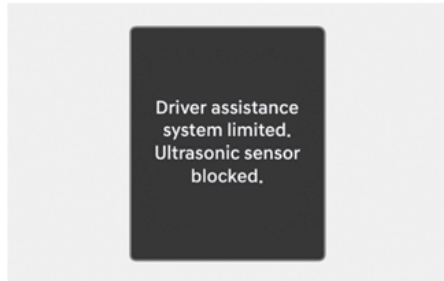 Driver assistance
system limited.
Ultrasonic sensor
blocked.